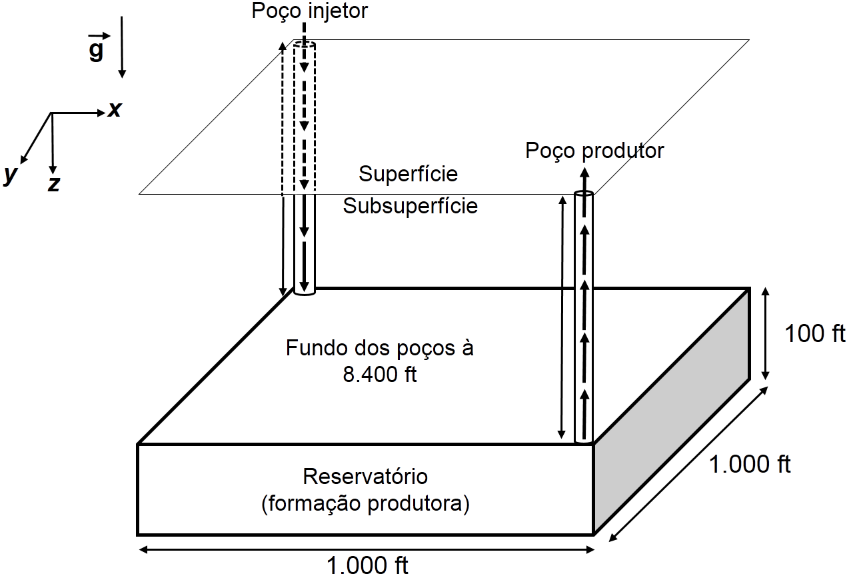 Poço injetor
g
x
y
z
Poço produtor
Superfície
Subsuperfície
Fundo dos poços à
8.400 ft
100 ft
1.000 ft
Reservatório
(formação produtora)
1.000 ft